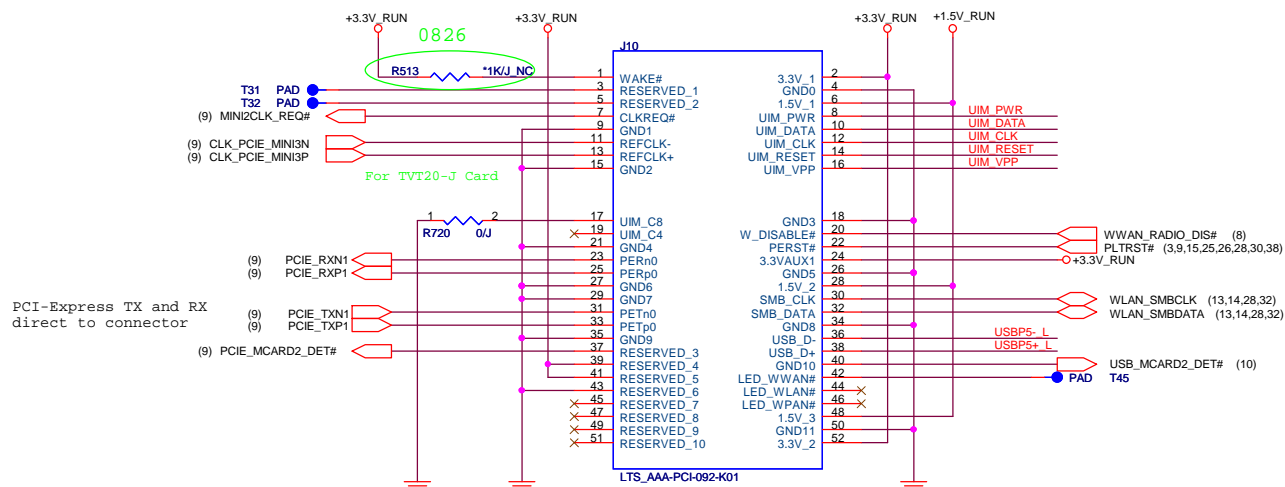 +3.3V_RUN
+3.3V_RUN
+3.3V_RUN
+1.5V_RUN
0826
J10
R513
*1K/J_NC
1 WAKE# 3.3V_1 2
T31 PAD 3 RESERVED_1 GND0 4
T32 PAD 5 RESERVED_2 1.5V_1 6
(9) MINI2CLK_REQ# 7 CLKREQ# UIM_PWR 8 UIM_PWR
9 GND1 UIM_DATA 10 UIM_DATA
(9) CLK_PCIE_MINI3N 11 REFCLK- UIM_CLK 12 UIM_CLK
(9) CLK_PCIE_MINI3P 13 REFCLK+ UIM_RESET 14 UIM_RESET
15 GND2 UIM_VPP 16 UIM_VPP
For TVT20-J Card
1 R720 0/J 2 17 UIM_C8 GND3 18
19 UIM_C4 W_DISABLE# 20 WWAN_RADIO_DIS# (8)
21 GND4 PERST# 22 PLTRST# (3,9,15,25,26,28,30,38)
(9) PCIE_RXN1 23 PERn0 3.3VAUX1 24 +3.3V_RUN
(9) PCIE_RXP1 25 PERp0 GND5 26
27 GND6 1.5V_2 28
29 GND7 SMB_CLK 30 WLAN_SMBCLK (13,14,28,32)
PCI-Express TX and RX
direct to connector
(9) PCIE_TXN1 31 PETn0 SMB_DATA 32 WLAN_SMBDATA (13,14,28,32)
(9) PCIE_TXP1 33 PETp0 GND8 34
35 GND9 USB_D- 36 USBP5-_L
(9) PCIE_MCARD2_DET# 37 RESERVED_3 USB_D+ 38 USBP5+_L
39 RESERVED_4 GND10 40 USB_MCARD2_DET# (10)
41 RESERVED_5 LED_WWAN# 42 PAD T45
43 RESERVED_6 LED_WLAN# 44
45 RESERVED_7 LED_WPAN# 46
47 RESERVED_8 1.5V_3 48
49 RESERVED_9 GND11 50
51 RESERVED_10 3.3V_2 52
LTS_AAA-PCI-092-K01